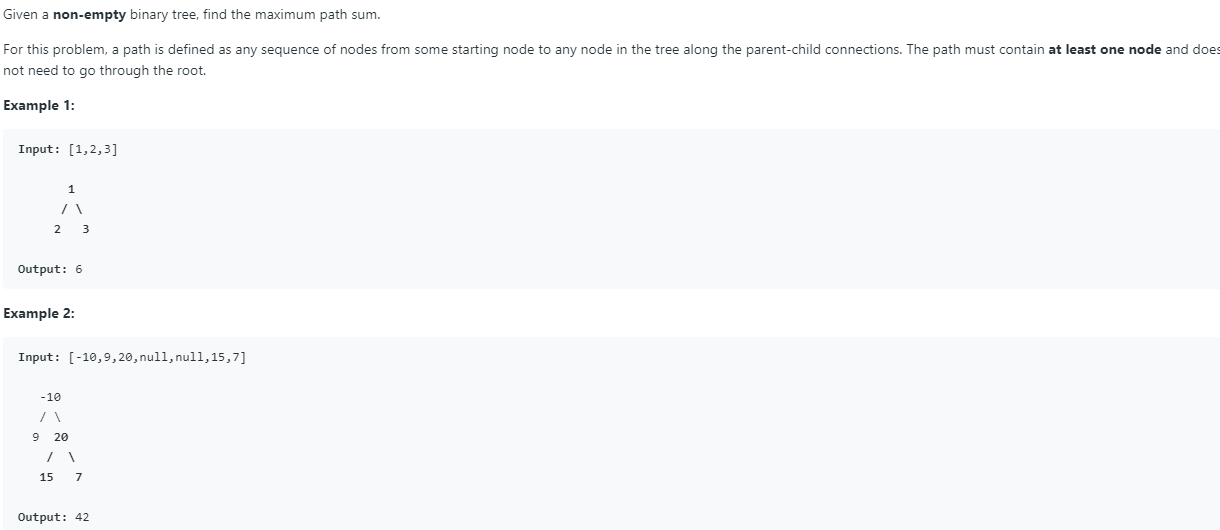 Given a non-empty binary tree, find the maximum path sum.
For this problem, a path is defined as any sequence of nodes from some starting node to any node in the tree along the parent-child connections. The path must contain at least one node and does
not need to go through the root.
Example 1:
Input: [1,2,3]
1
/ \
2 3
Output: 6
Example 2:
Input: [-10,9,20,null,null,15,7]
-10
/ \
9 20
/ \
15 7
Output: 42